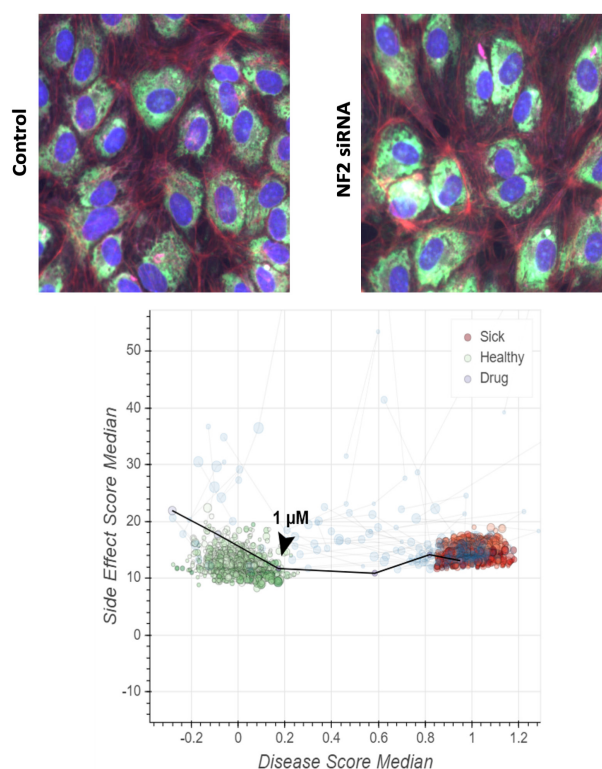 Control
NF2 siRNA
Side Effect Score Median
50
40
30
20
10
0
-10
Sick
Healthy
Drug
1 μM
-0.2
0
0.2
0.4
0.6
0.8
1
1.2
Disease Score Median